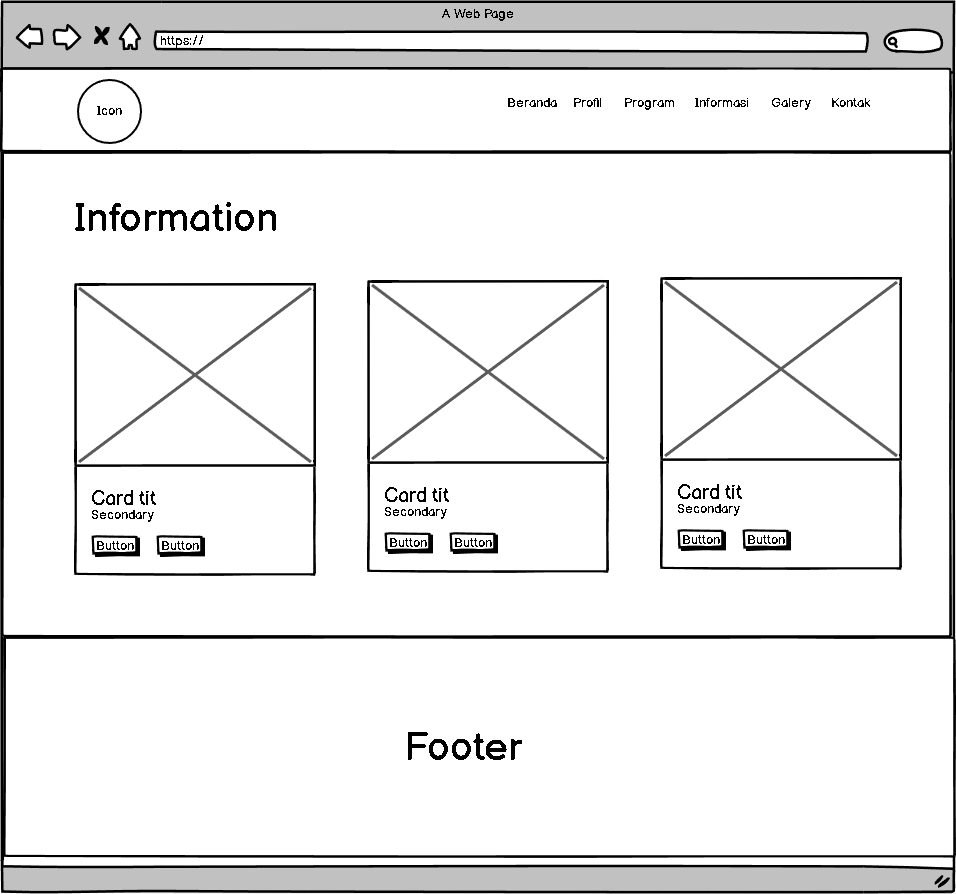 A Web Page
https://
Icon
Beranda Profil Program Informasi Galery Kontak
Information
Card tit
Secondary
Button Button
Card tit
Secondary
Button Button
Card tit
Secondary
Button Button
Footer